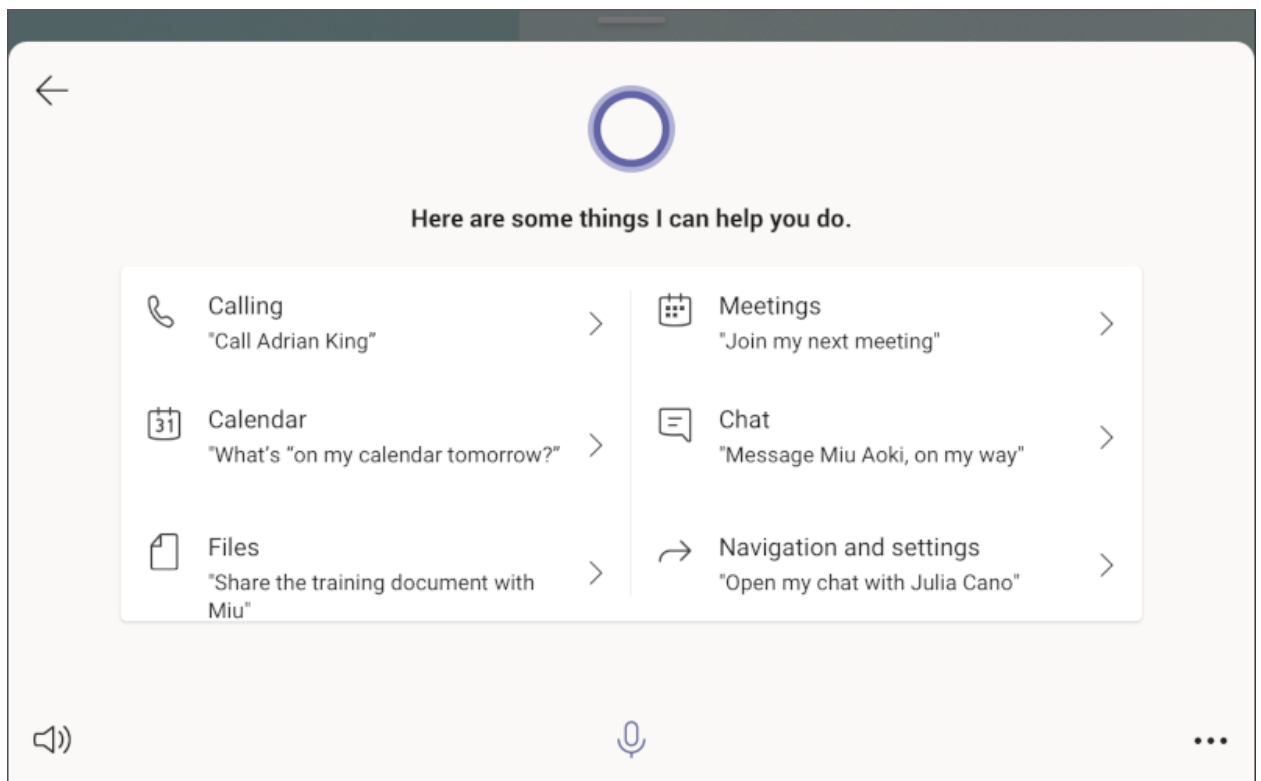 Here are some things I can help you do.
Calling
"Call Adrian King”
Meetings
"Join my next meeting"
31
Calendar
"What’s “on my calendar tomorrow?”
Chat
"Message Miu Aoki, on my way"
Files
"Share the training document with
Miu"
Navigation and settings
"Open my chat with Julia Cano"